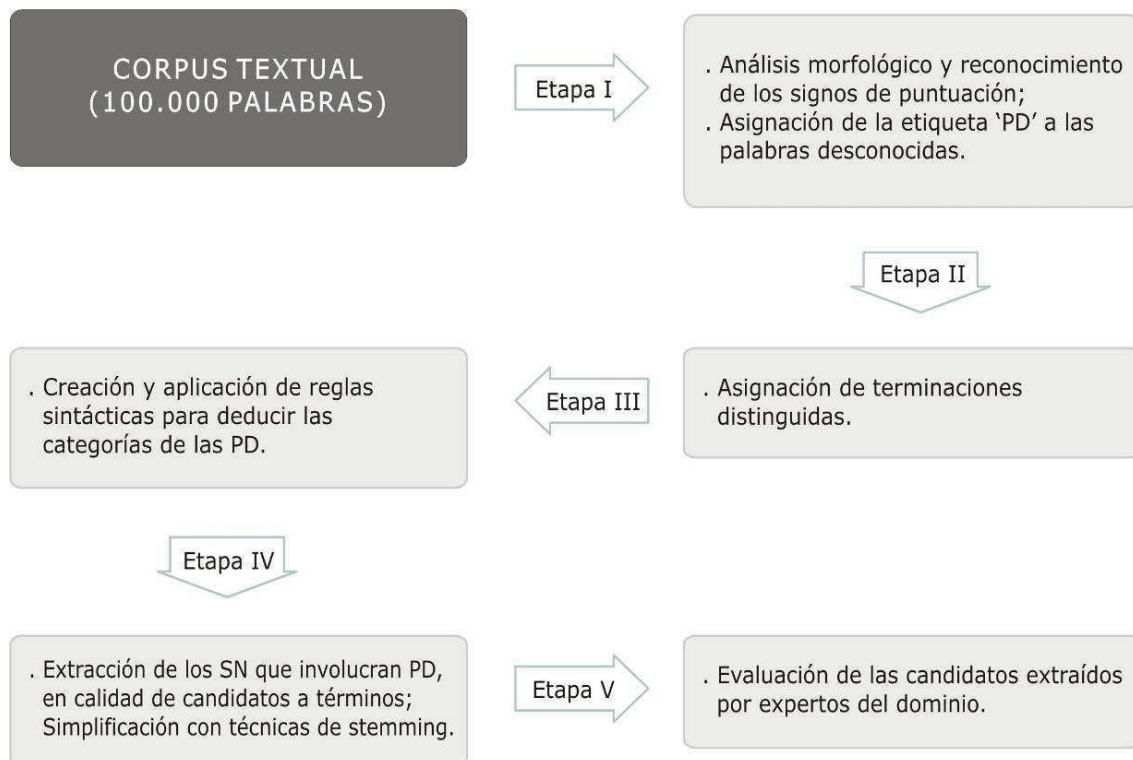 CORPUS TEXTUAL
(100.000 PALABRAS)
Etapa I
. Análisis morfológico y reconocimiento
de los signos de puntuación;
. Asignación de la etiqueta ‘PD’ a las
palabras desconocidas.
Etapa II
. Asignación de terminaciones
distinguidas.
Etapa III
. Creación y aplicación de reglas
sintácticas para deducir las
categorías de las PD.
Etapa IV
. Extracción de los SN que involucran PD,
en calidad de candidatos a términos;
Simplificación con técnicas de stemming.
Etapa V
. Evaluación de las candidatos extraídos
por expertos del dominio.